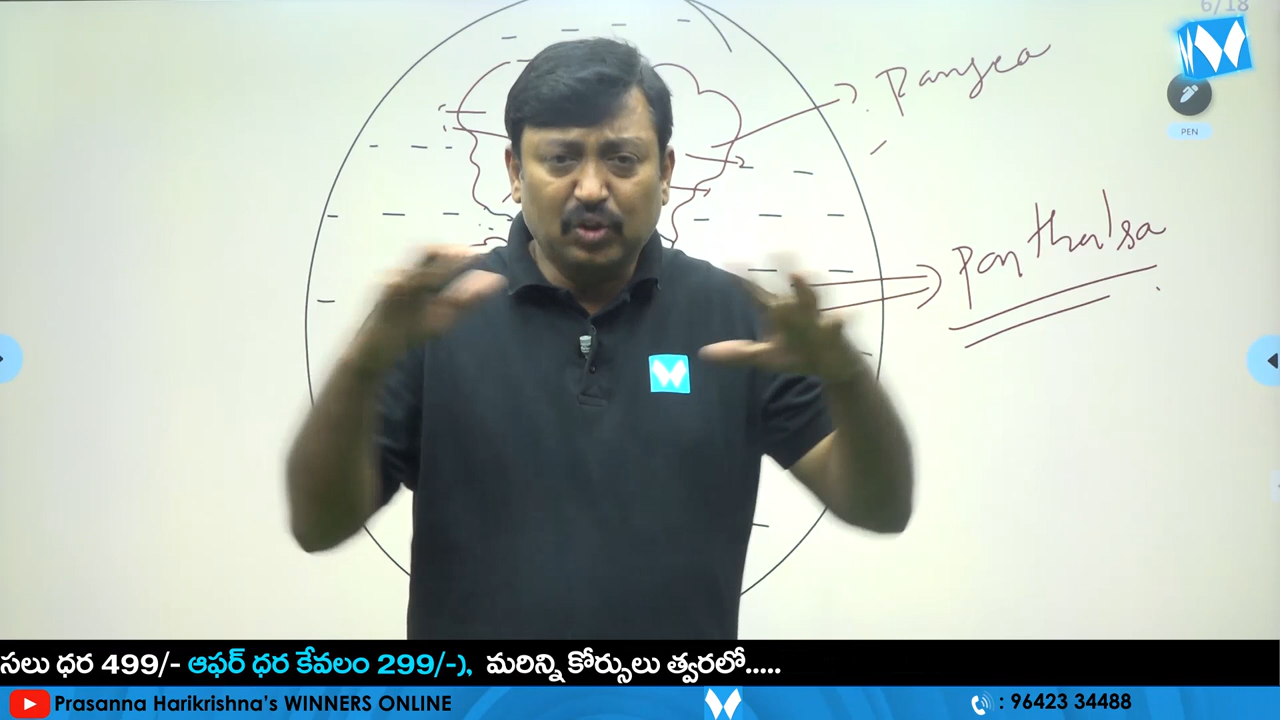 6/18
Pangea
PEN
Panthalsa
సలు ధర 499/- ఆఫర్ ధర కేవలం 299/-), మరిన్ని కోర్సులు త్వరలో.....
Prasanna Harikrishna's WINNERS ONLINE
: 96423 34488